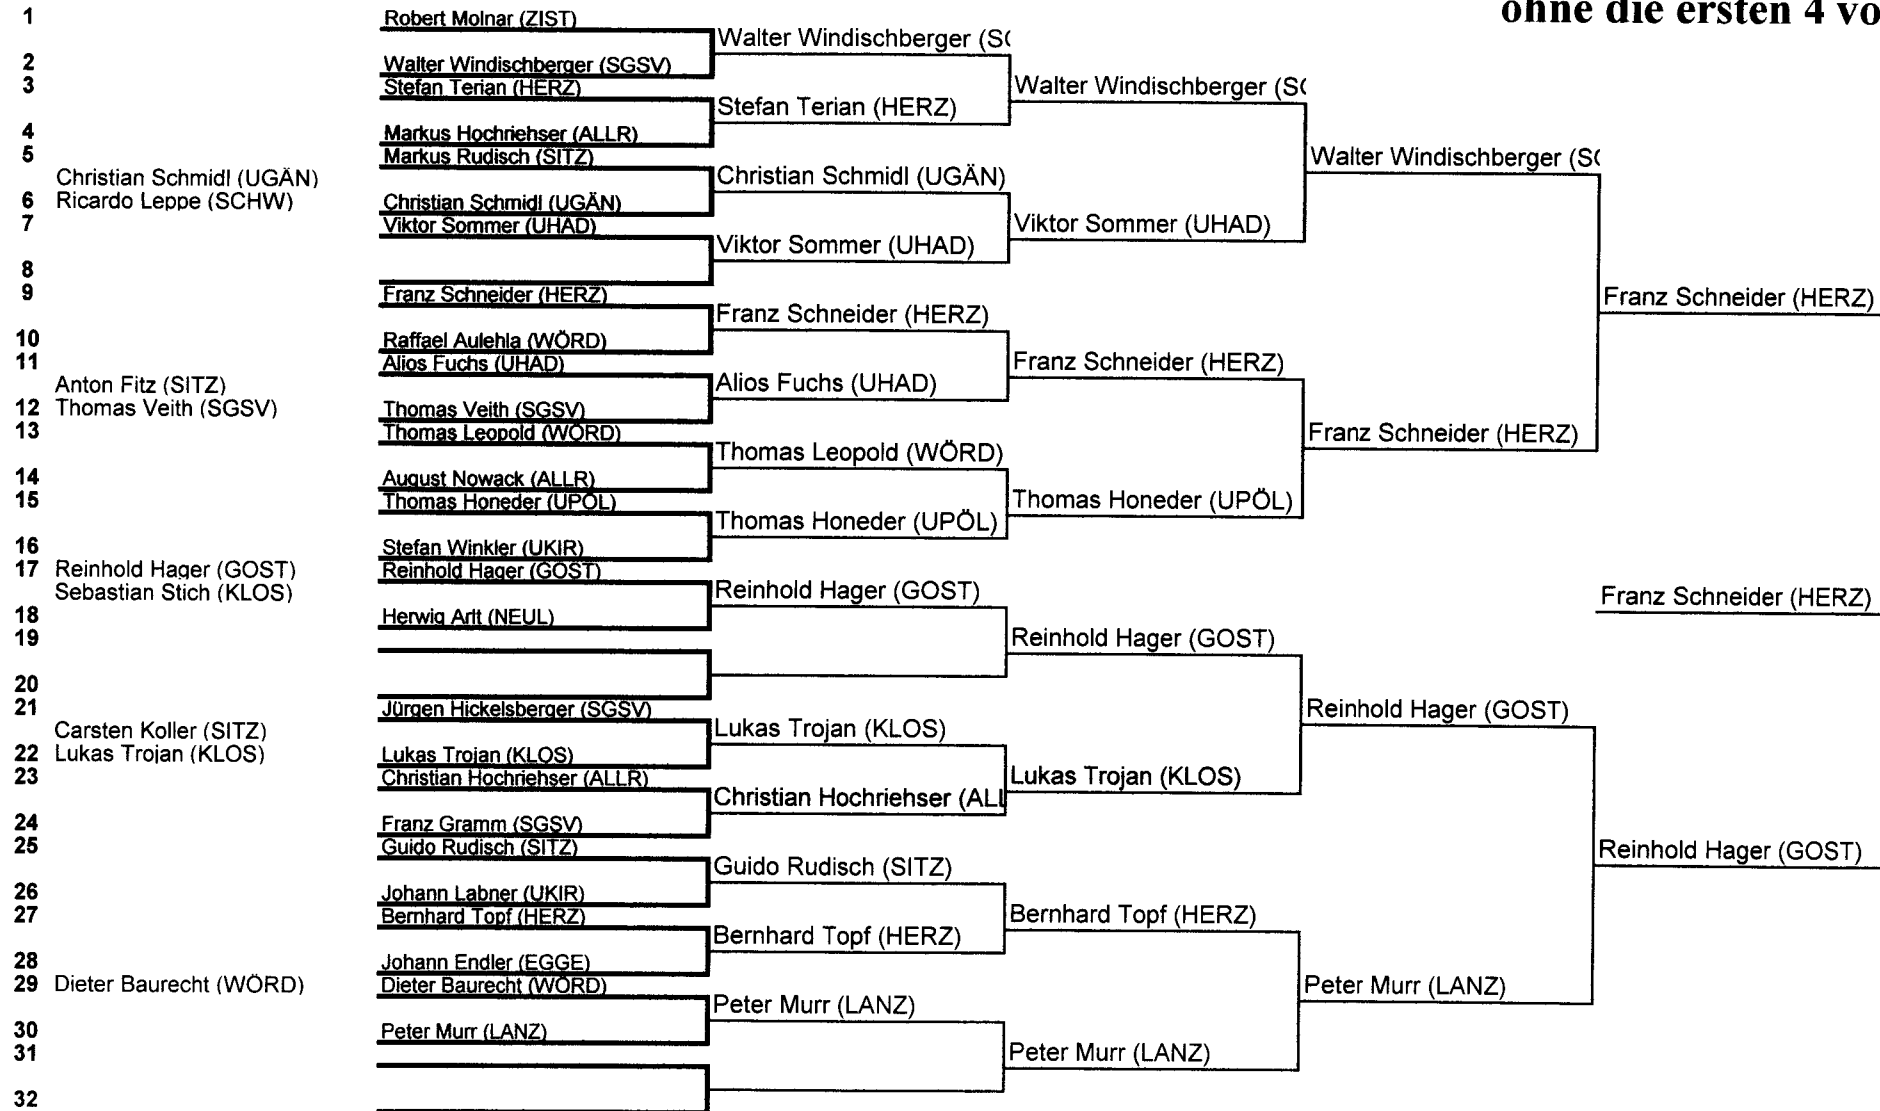 ohne die ersten 4 vo
1
Robert Molnar (ZIST)
Walter Windischberger (S
2
Walter Windischberger (SGSV)
3
Stefan Terian (HERZ)
Walter Windischberger (S
Stefan Terian (HERZ)
4
Markus Hochriehser (ALLR)
5
Markus Rudisch (SITZ)
Walter Windischberger (S
Christian Schmidl (UGÄN)
Christian Schmidl (UGÄN)
6
Ricardo Leppe (SCHW)
Christian Schmidl (UGÄN)
7
Viktor Sommer (UHAD)
Viktor Sommer (UHAD)
Viktor Sommer (UHAD)
8
9
Franz Schneider (HERZ)
Franz Schneider (HERZ)
Franz Schneider (HERZ)
10
Raffael Aulehla (WÖRD)
11
Alios Fuchs (UHAD)
Franz Schneider (HERZ)
Anton Fitz (SITZ)
Alios Fuchs (UHAD)
12
Thomas Veith (SGSV)
Thomas Veith (SGSV)
13
Thomas Leopold (WÖRD)
Franz Schneider (HERZ)
Thomas Leopold (WÖRD)
14
August Nowack (ALLR)
15
Thomas Honeder (UPÖL)
Thomas Honeder (UPÖL)
Thomas Honeder (UPÖL)
16
Stefan Winkler (UKIR)
17
Reinhold Hager (GOST)
Reinhold Hager (GOST)
Sebastian Stich (KLOS)
Reinhold Hager (GOST)
Franz Schneider (HERZ)
18
Herwig Arlt (NEUL)
19
Reinhold Hager (GOST)
20
21
Jürgen Hickelsberger (SGSV)
Reinhold Hager (GOST)
Carsten Koller (SITZ)
Lukas Trojan (KLOS)
22
Lukas Trojan (KLOS)
Lukas Trojan (KLOS)
23
Christian Hochriehser (ALLR)
Lukas Trojan (KLOS)
Christian Hochriehser (ALL
24
Franz Gramm (SGSV)
25
Guido Rudisch (SITZ)
Reinhold Hager (GOST)
Guido Rudisch (SITZ)
26
Johann Labner (UKIR)
27
Bernhard Topf (HERZ)
Bernhard Topf (HERZ)
Bernhard Topf (HERZ)
28
Johann Endler (EGGE)
29
Dieter Baurecht (WÖRD)
Dieter Baurecht (WÖRD)
Peter Murr (LANZ)
Peter Murr (LANZ)
30
Peter Murr (LANZ)
31
Peter Murr (LANZ)
32